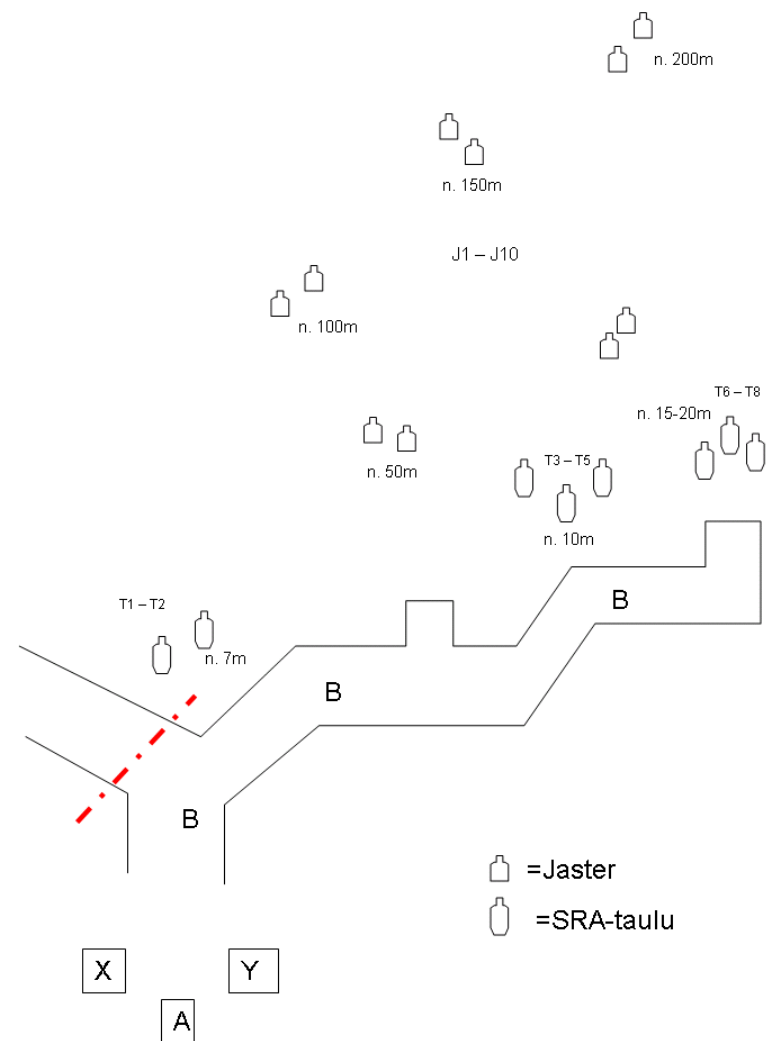 n. 200m
n. 150m
J1 – J10
n. 100m
T6 – T8
n. 15-20m
n. 50m
T3 – T5
n. 10m
T1 – T2
n. 7m
B
B
B
=Jaster
=SRA-taulu
X
Y
A